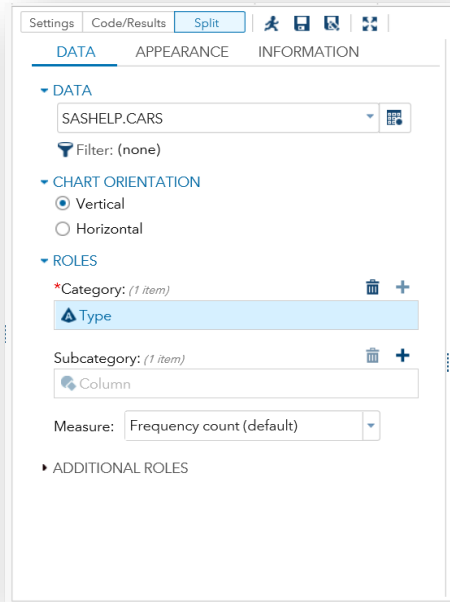 Settings Code/Results Split
DATA APPEARANCE INFORMATION
DATA
SASHELP.CARS
Filter: (none)
CHART ORIENTATION
Vertical
Horizontal
ROLES
*Category: (1 item)
Type
Subcategory: (1 item)
Column
Measure: Frequency count (default)
ADDITIONAL ROLES